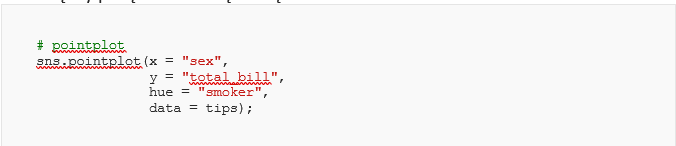 # pointplot
sns.pointplot(x = "sex",
y = "total_bill",
hue = "smoker",
data = tips);